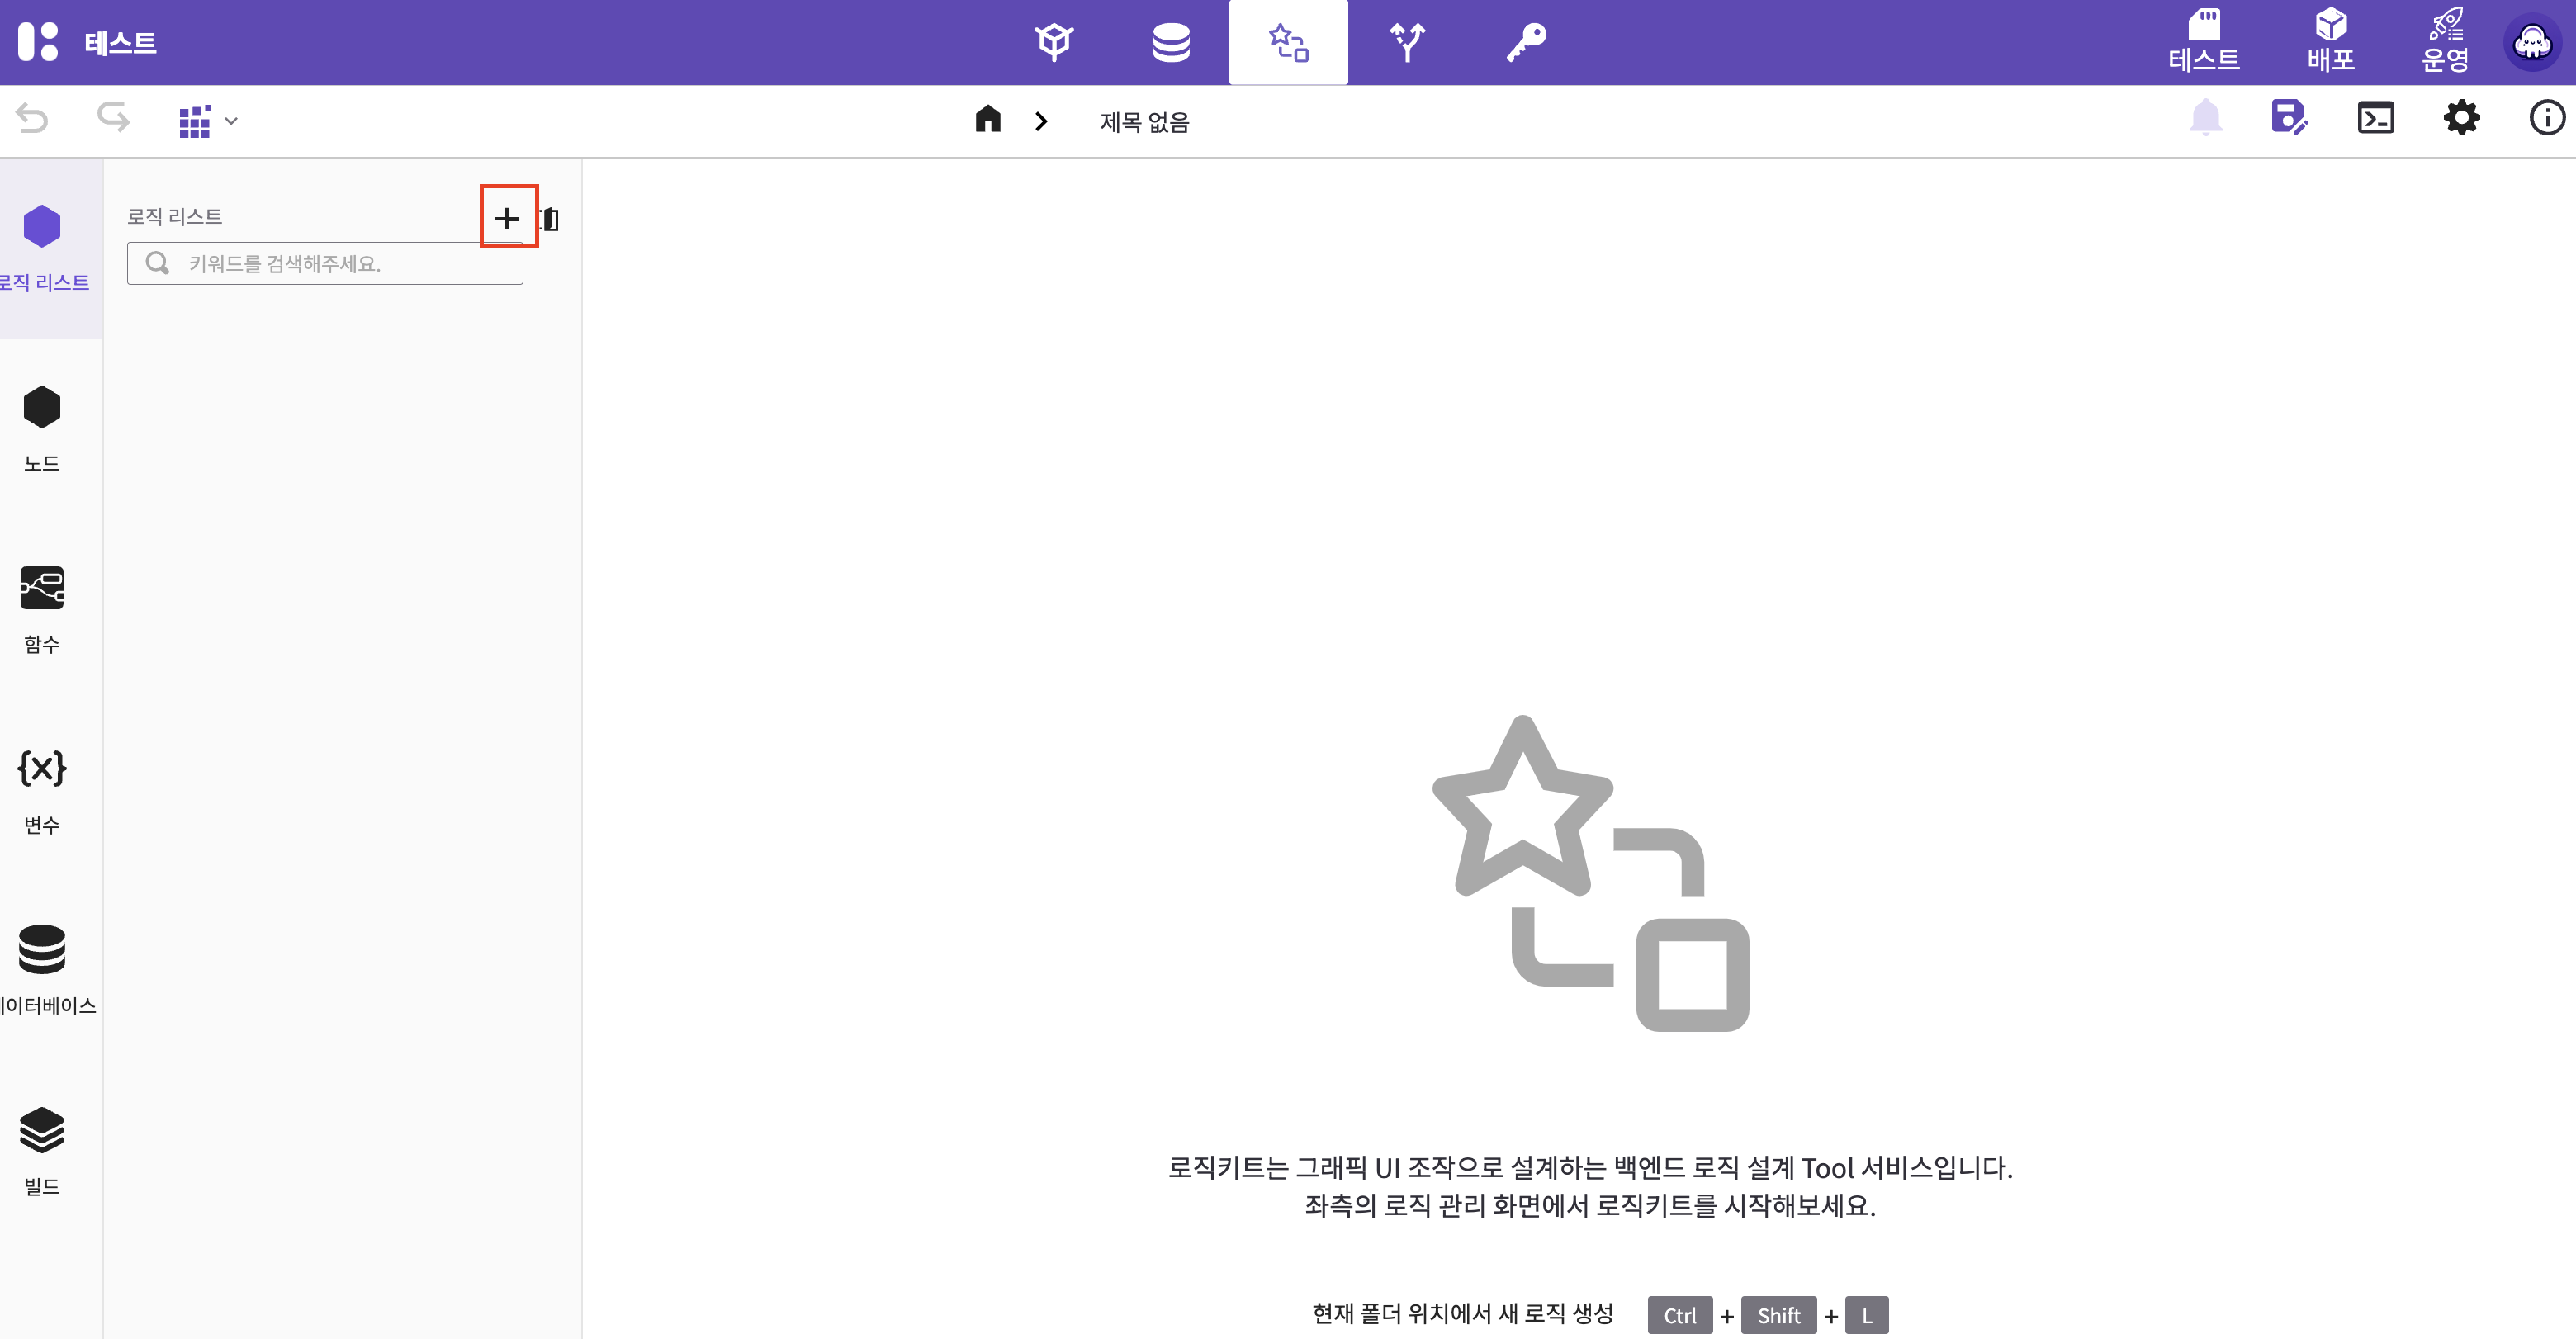 테스트
테스트
배포
운영
제목 없음
로직 리스트
키워드를 검색해주세요.
로직 리스트
노드
함수
{x}
변수
이터베이스
빌드
로직키트는 그래픽 UI 조작으로 설계하는 백엔드 로직 설계 Tool 서비스입니다.
좌측의 로직 관리 화면에서 로직키트를 시작해보세요.
현재 폴더 위치에서 새 로직 생성 Ctrl + Shift + L